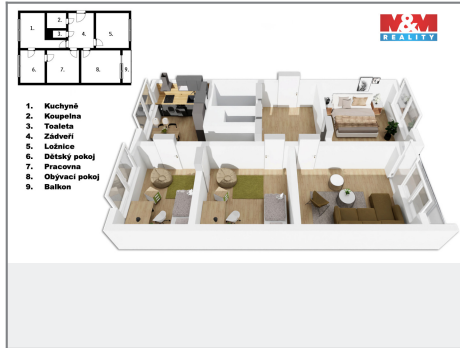 1.
2.
3.
4.
5.
6.
7.
8.
9.
M&M
REALITY
1. Kuchyně
2. Koupelna
3. Toaleta
4. Zádveří
5. Ložnice
6. Dětský pokoj
7. Pracovna
8. Obývací pokoj
9. Balkon